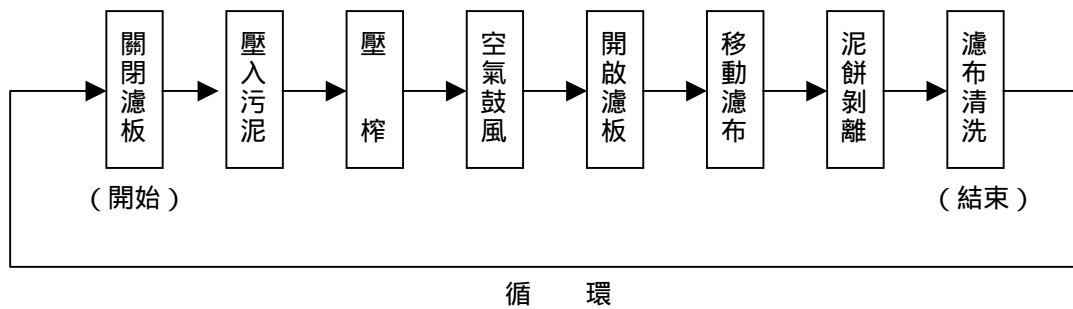 關閉濾板
壓入污泥
壓榨
空氣鼓風
開啟濾板
移動濾布
泥餅剝離
濾布清洗
（開始）
（結束）
循環